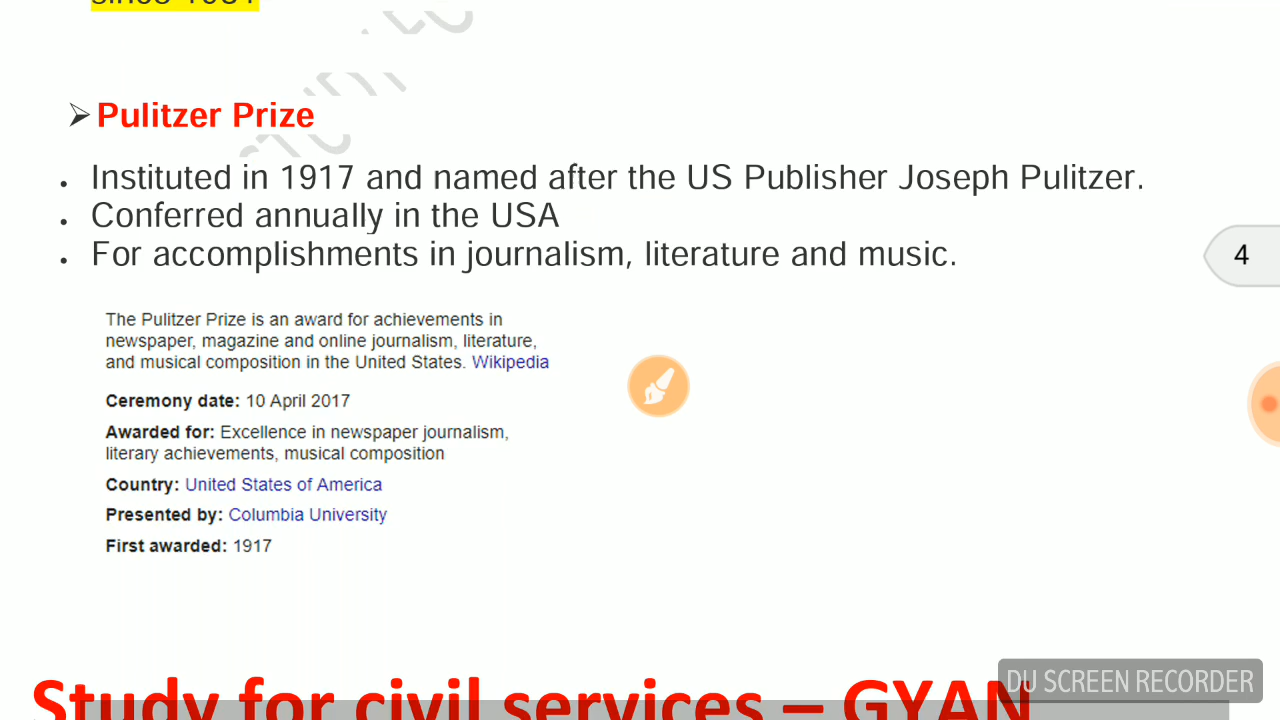 Pulitzer Prize
Instituted in 1917 and named after the US Publisher Joseph Pulitzer.
Conferred annually in the USA
For accomplishments in journalism, literature and music.
4
The Pulitzer Prize is an award for achievements in
newspaper, magazine and online journalism, literature,
and musical composition in the United States. Wikipedia
Ceremony date: 10 April 2017
Awarded for: Excellence in newspaper journalism,
literary achievements, musical composition
Country: United States of America
Presented by: Columbia University
First awarded: 1917
Study for civil services – GYAN
DU SCREEN RECORDER